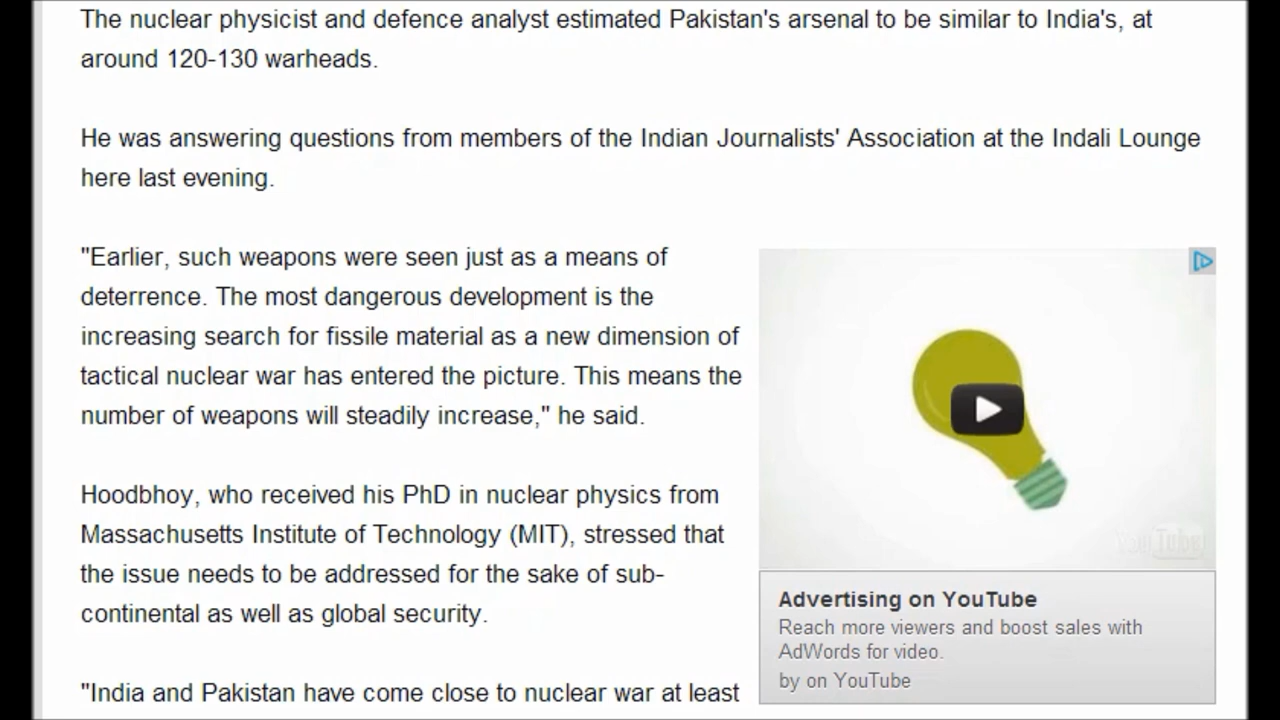 The nuclear physicist and defence analyst estimated Pakistan's arsenal to be similar to India's, at
around 120-130 warheads.
He was answering questions from members of the Indian Journalists' Association at the Indali Lounge
here last evening.
"Earlier, such weapons were seen just as a means of
deterrence. The most dangerous development is the
increasing search for fissile material as a new dimension of
tactical nuclear war has entered the picture. This means the
number of weapons will steadily increase," he said.
Hoodbhoy, who received his PhD in nuclear physics from
Massachusetts Institute of Technology (MIT), stressed that
the issue needs to be addressed for the sake of sub-
continental as well as global security.
"India and Pakistan have come close to nuclear war at least
YouTube
Advertising on YouTube
Reach more viewers and boost sales with
AdWords for video.
by on YouTube